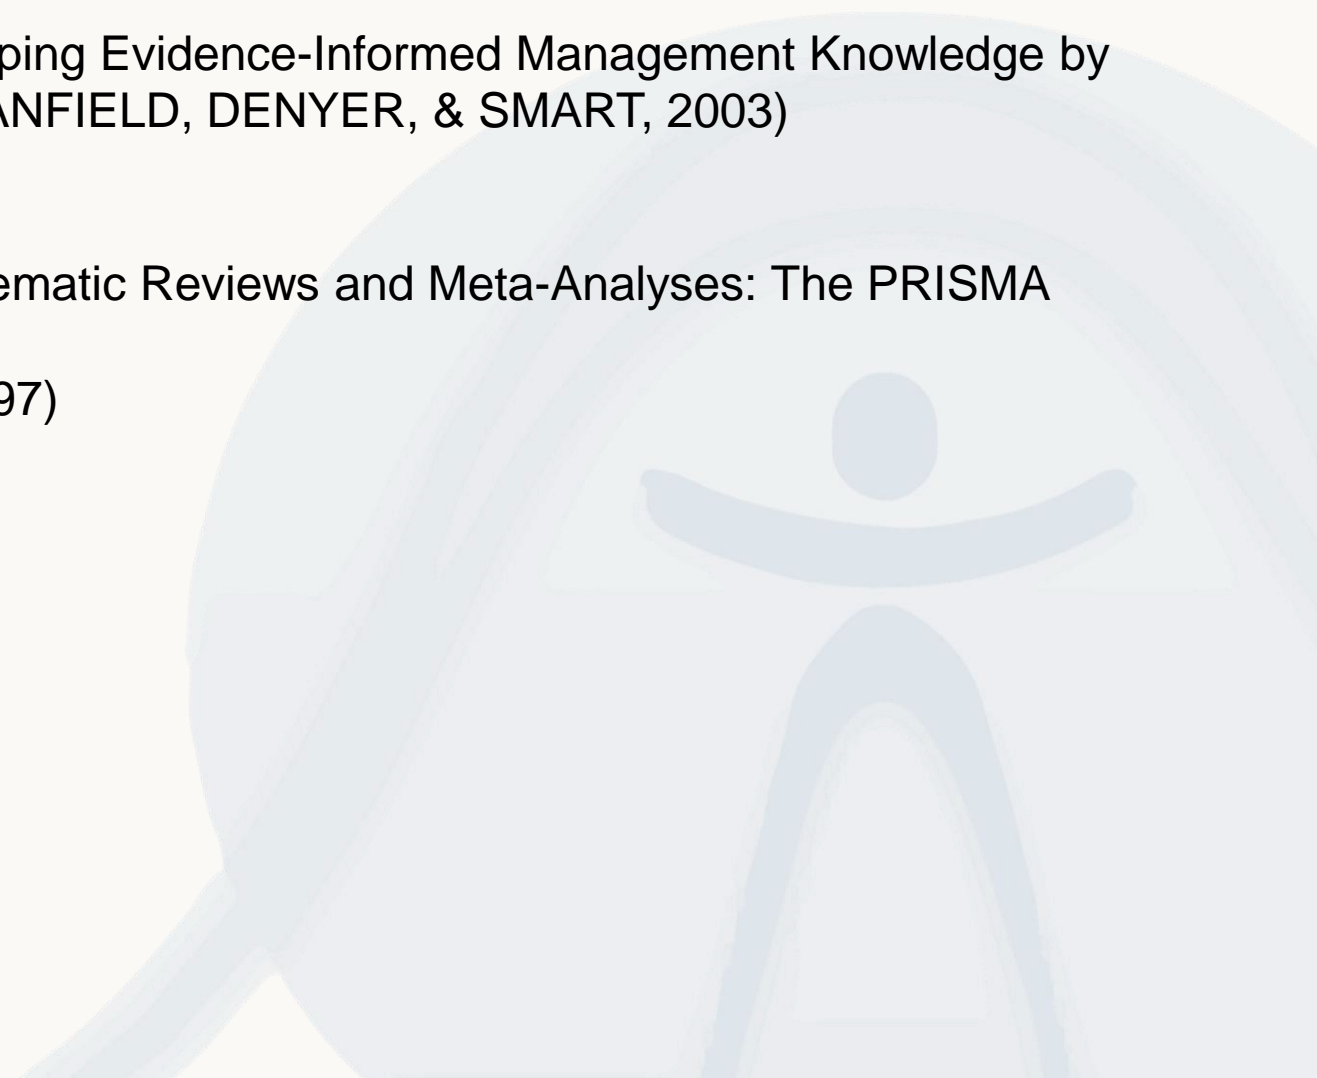 ping Evidence-Informed Management Knowledge by
ANFIELD, DENYER, & SMART, 2003)
ematic Reviews and Meta-Analyses: The PRISMA
97)